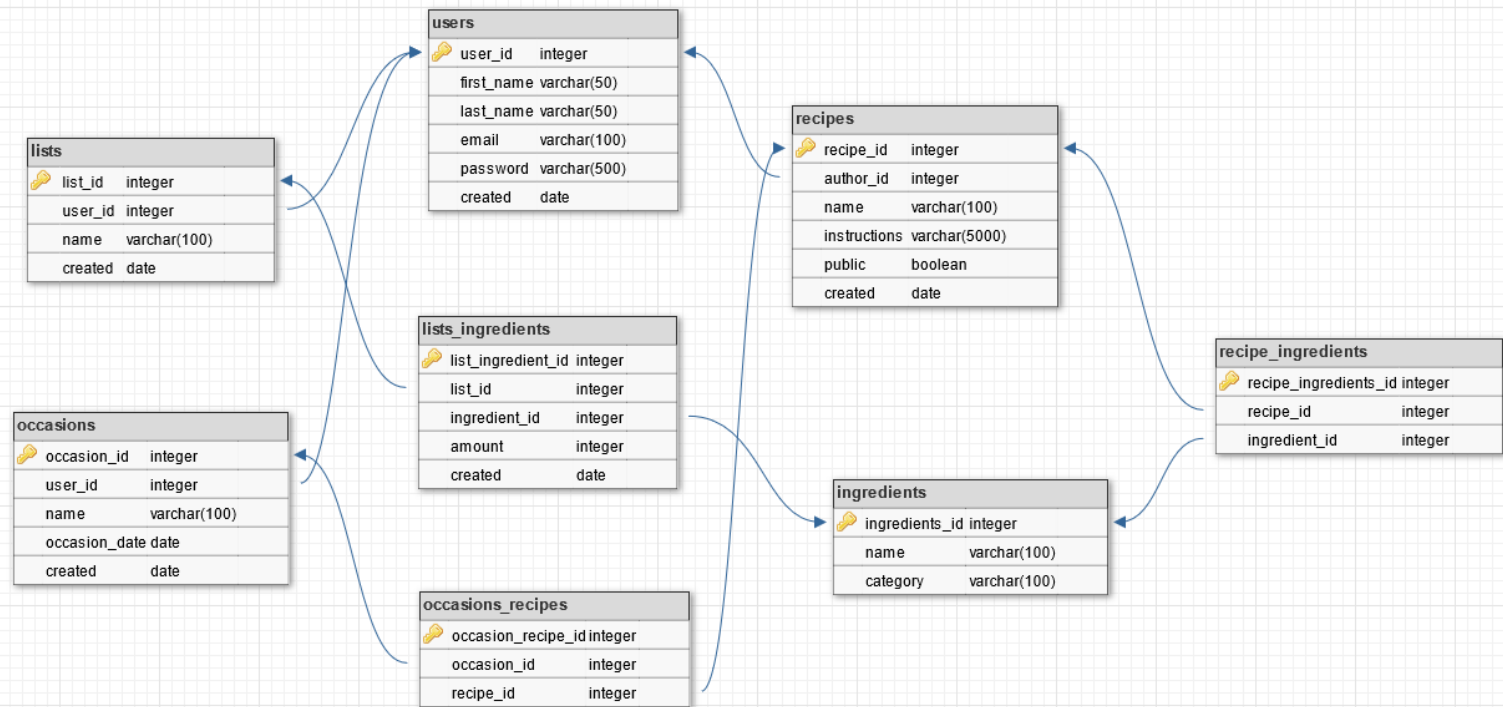 users
user_id integer
first_name varchar(50)
last_name varchar(50)
email varchar(100)
password varchar(500)
created date
lists
list_id integer
user_id integer
name varchar(100)
created date
recipes
recipe_id integer
author_id integer
name varchar(100)
instructions varchar(5000)
public boolean
created date
lists_ingredients
list_ingredient_id integer
list_id integer
ingredient_id integer
amount integer
created date
recipe_ingredients
recipe_ingredients_id integer
recipe_id integer
ingredient_id integer
occasions
occasion_id integer
user_id integer
name varchar(100)
occasion_date date
created date
ingredients
ingredients_id integer
name varchar(100)
category varchar(100)
occasions_recipes
occasion_recipe_id integer
occasion_id integer
recipe_id integer